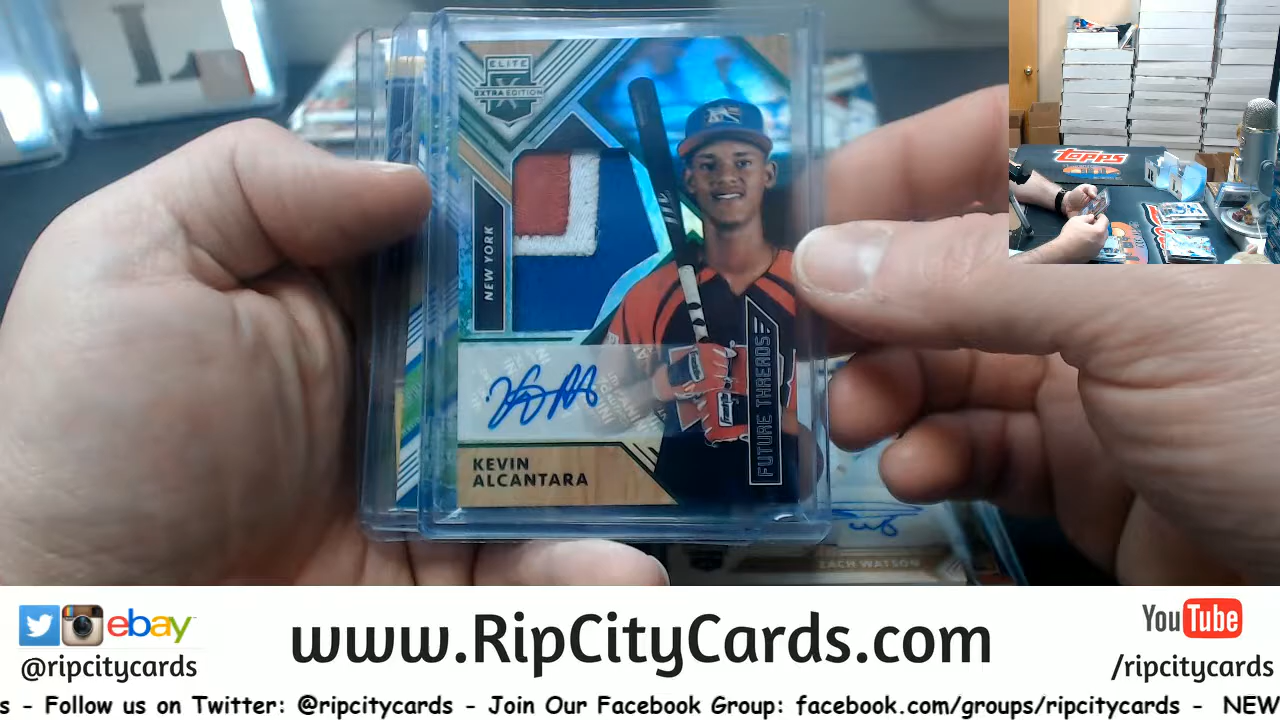 ELITE
EXTRA EDITION
NEW YORK
FUTURE THREADS
KEVIN
ALCANTARA
ZACH WATSON
Topps
ebay
@ripcitycards
www.RipCityCards.com
YouTube
/ripcitycards
s - Follow us on Twitter: @ripcitycards - Join Our Facebook Group: facebook.com/groups/ripcitycards - NEW